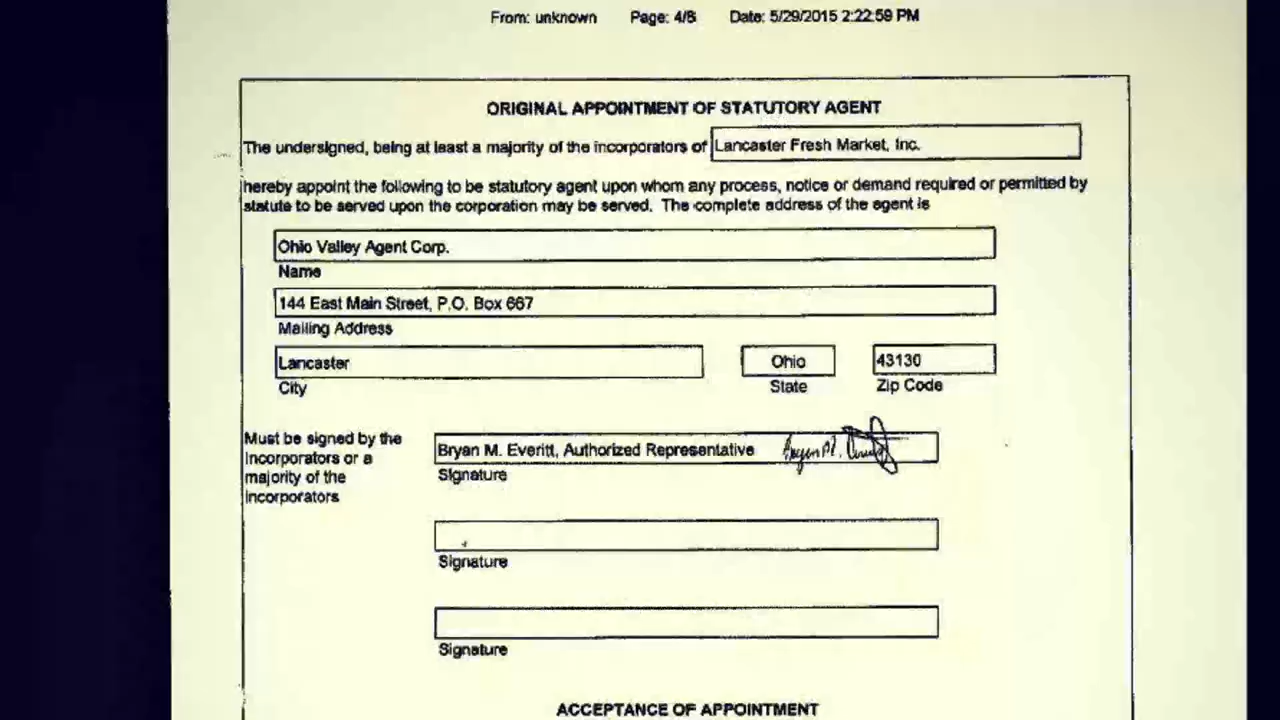 From: unknown Page: 4/8 Date: 5/29/2015 2:22:59 PM
ORIGINAL APPOINTMENT OF STATUTORY AGENT
The undersigned, being at least a majority of the incorporators of Lancaster Fresh Market, Inc.
hereby appoint the following to be statutory agent upon whom any process, notice or demand required or permitted by
statute to be served upon the corporation may be served. The complete address of the agent is
Ohio Valley Agent Corp.
Name
144 East Main Street, P.O. Box 667
Mailing Address
Lancaster Ohio 43130
City State Zip Code
Must be signed by the
incorporators or a
majority of the
incorporators
Bryan M. Everitt, Authorized Representative
Signature
Signature
Signature
ACCEPTANCE OF APPOINTMENT